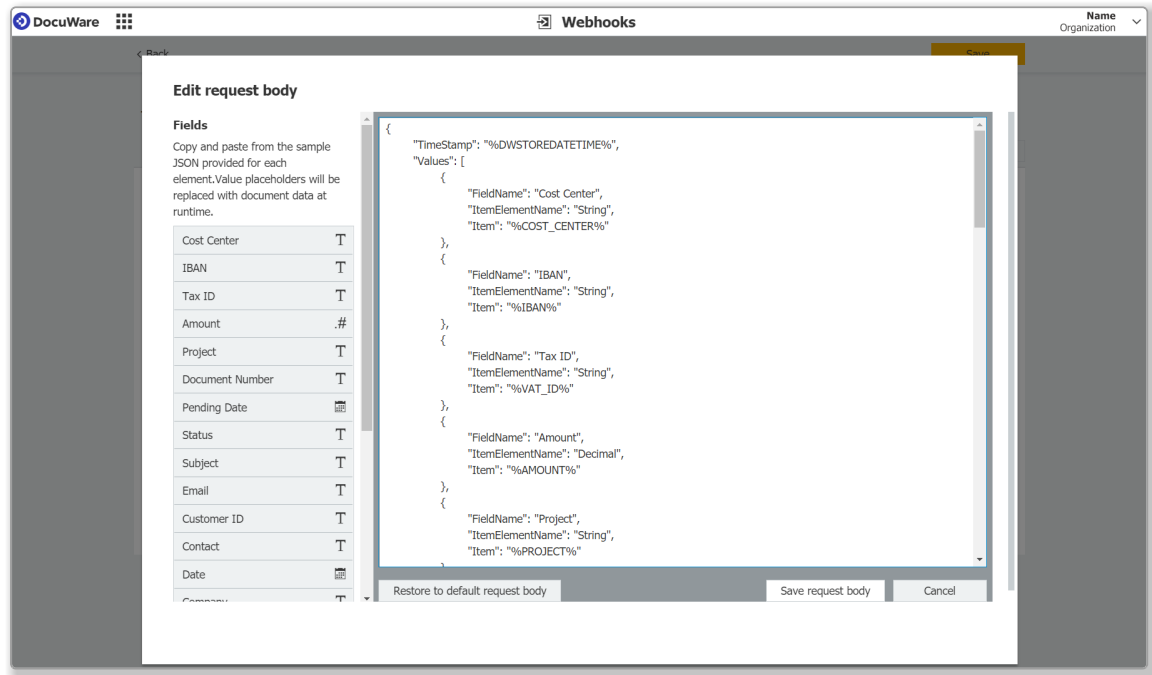 DocuWare
Webhooks
Name
Organization
< Back
Save
Edit request body
Fields
Copy and paste from the sample
JSON provided for each
element.Value placeholders will be
replaced with document data at
runtime.
Cost Center T
IBAN T
Tax ID T
Amount .#
Project T
Document Number T
Pending Date
Status T
Subject T
Email T
Customer ID T
Contact T
Date
Company T
{
"TimeStamp": "%DWSTOREDATETIME%",
"Values": [
{
"FieldName": "Cost Center",
"ItemElementName": "String",
"Item": "%COST_CENTER%"
},
{
"FieldName": "IBAN",
"ItemElementName": "String",
"Item": "%IBAN%"
},
{
"FieldName": "Tax ID",
"ItemElementName": "String",
"Item": "%VAT_ID%"
},
{
"FieldName": "Amount",
"ItemElementName": "Decimal",
"Item": "%AMOUNT%"
},
{
"FieldName": "Project",
"ItemElementName": "String",
"Item": "%PROJECT%"
}
Restore to default request body
Save request body
Cancel